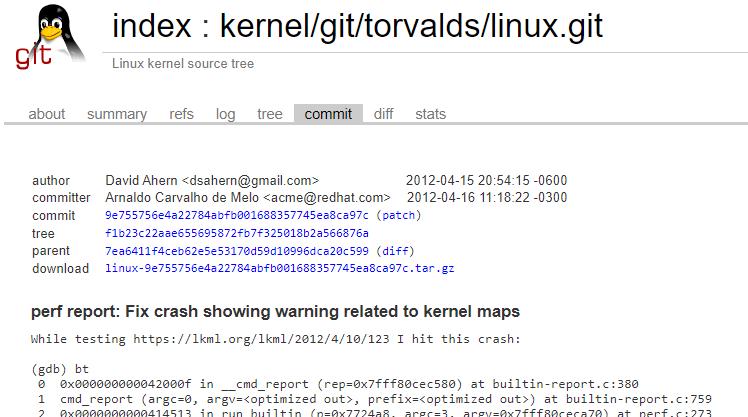 index : kernel/git/torvalds/linux.git
git
Linux kernel source tree
about summary refs log tree commit diff stats
author David Ahern <dsahern@gmail.com> 2012-04-15 20:54:15 -0600
committer Arnaldo Carvalho de Melo <acme@redhat.com> 2012-04-16 11:18:22 -0300
commit 9e755756e4a22784abfb001688357745ea8ca97c (patch)
tree f1b23c22aae655695872fb7f325018b2a566876a
parent 7ea6411f4ceb62e5e53170d59d10996dca20c599 (diff)
download linux-9e755756e4a22784abfb001688357745ea8ca97c.tar.gz
perf report: Fix crash showing warning related to kernel maps
While testing https://lkml.org/lkml/2012/4/10/123 I hit this crash:
(gdb) bt
0 0x000000000042000f in __cmd_report (rep=0x7fff80cec580) at builtin-report.c:380
1 cmd_report (argc=0, argv=<optimized out>, prefix=<optimized out>) at builtin-report.c:759
2 0x0000000000414513 in run_builtin (p=0x7724a8, argc=3, argv=0x7fff80ceca70) at perf.c:273